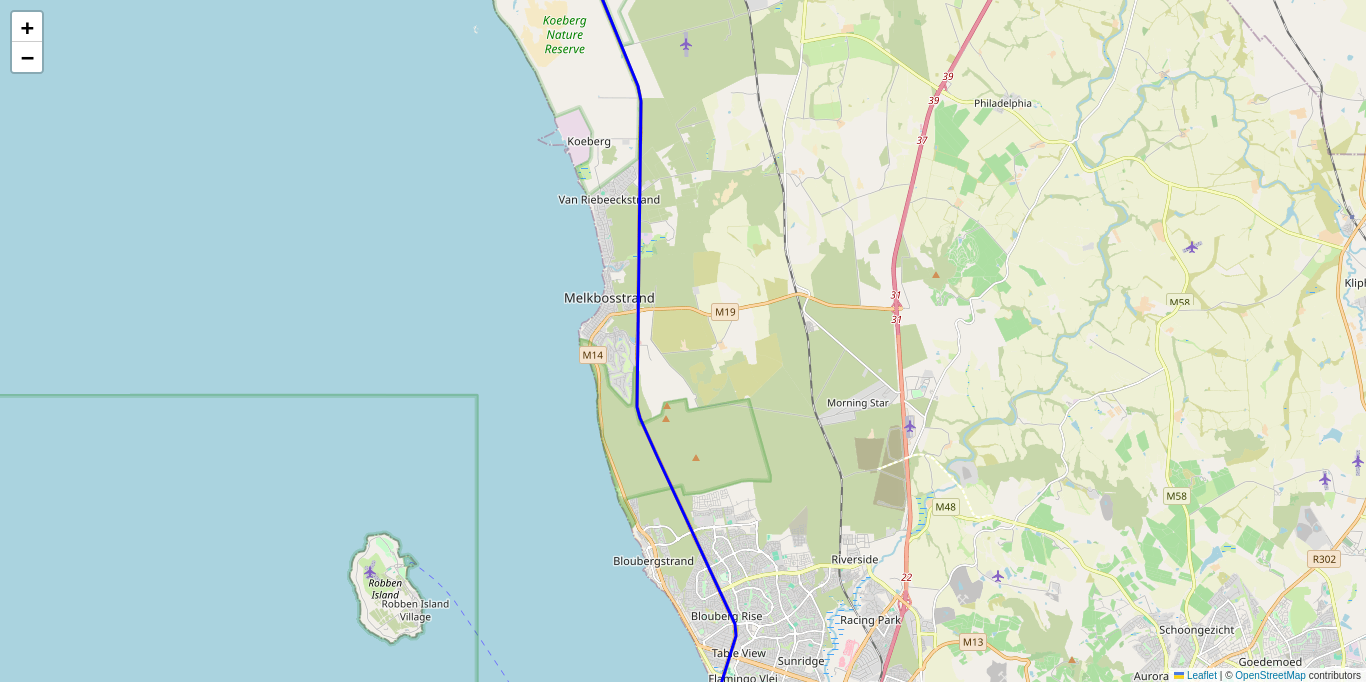 +
−
Koeberg
Nature
Reserve
39
39
Philadelphia
37
Koeberg
Van Riebeeckstrand
31
Melkbosstrand
M19
31
M58
M14
Morning Star
M58
M48
R302
Bloubergstrand
Riverside
22
Robben
Island
Robben Island
Village
Blouberg Rise
Racing Park
Schoongezicht
M13
Table View
Sunridge
Goedemoed
Flamingo Vlei
Aurora
Leaflet | © OpenStreetMap contributors